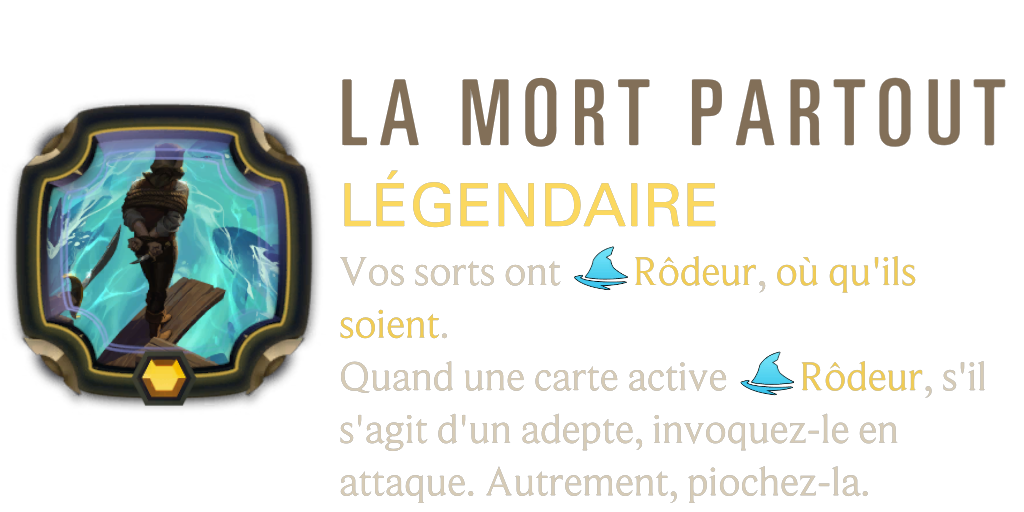 LA MORT PARTOUT
LÉGENDAIRE
Vos sorts ont Rôdeur, où qu'ils
soient.
Quand une carte active Rôdeur, s'il
s'agit d'un adepte, invoquez-le en
attaque. Autrement, piochez-la.